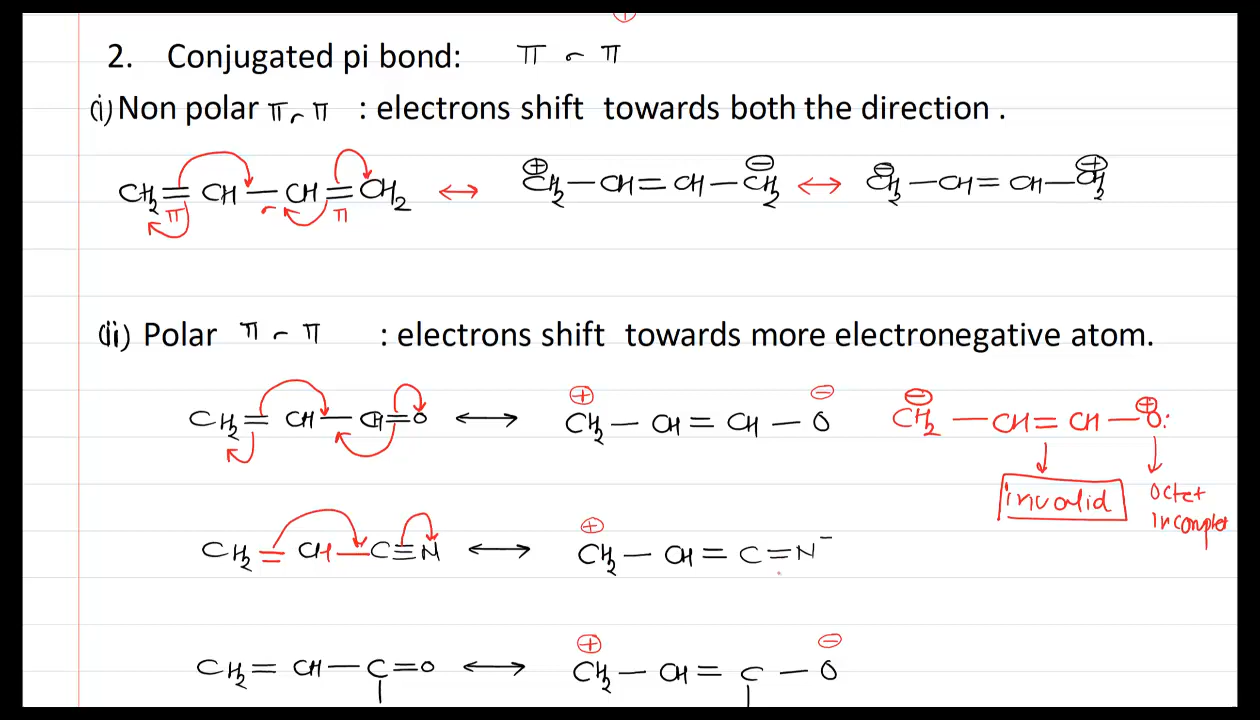 ⊕
2. Conjugated pi bond: π ⌢ π
(i) Non polar π ⌢ π : electrons shift towards both the direction .
⊕ ⊖ ⊖ ⊕
CH₂ = CH — CH = CH₂ ↔ CH₂ — CH = CH — CH₂ ↔ CH₂ — CH = CH — CH₂
π ⌢ π
(ii) Polar π ⌢ π : electrons shift towards more electronegative atom.
⊕ ⊖ ⊖ ⊕
CH₂ = CH — CH = O ↔ CH₂ — CH = CH — O CH₂ — CH = CH — O:
invalid octet
incomplet
⊕
CH₂ = CH — C ≡ N ↔ CH₂ — CH = C = N⁻
⊕ ⊖
CH₂ = CH — C = O ↔ CH₂ — CH = C — O